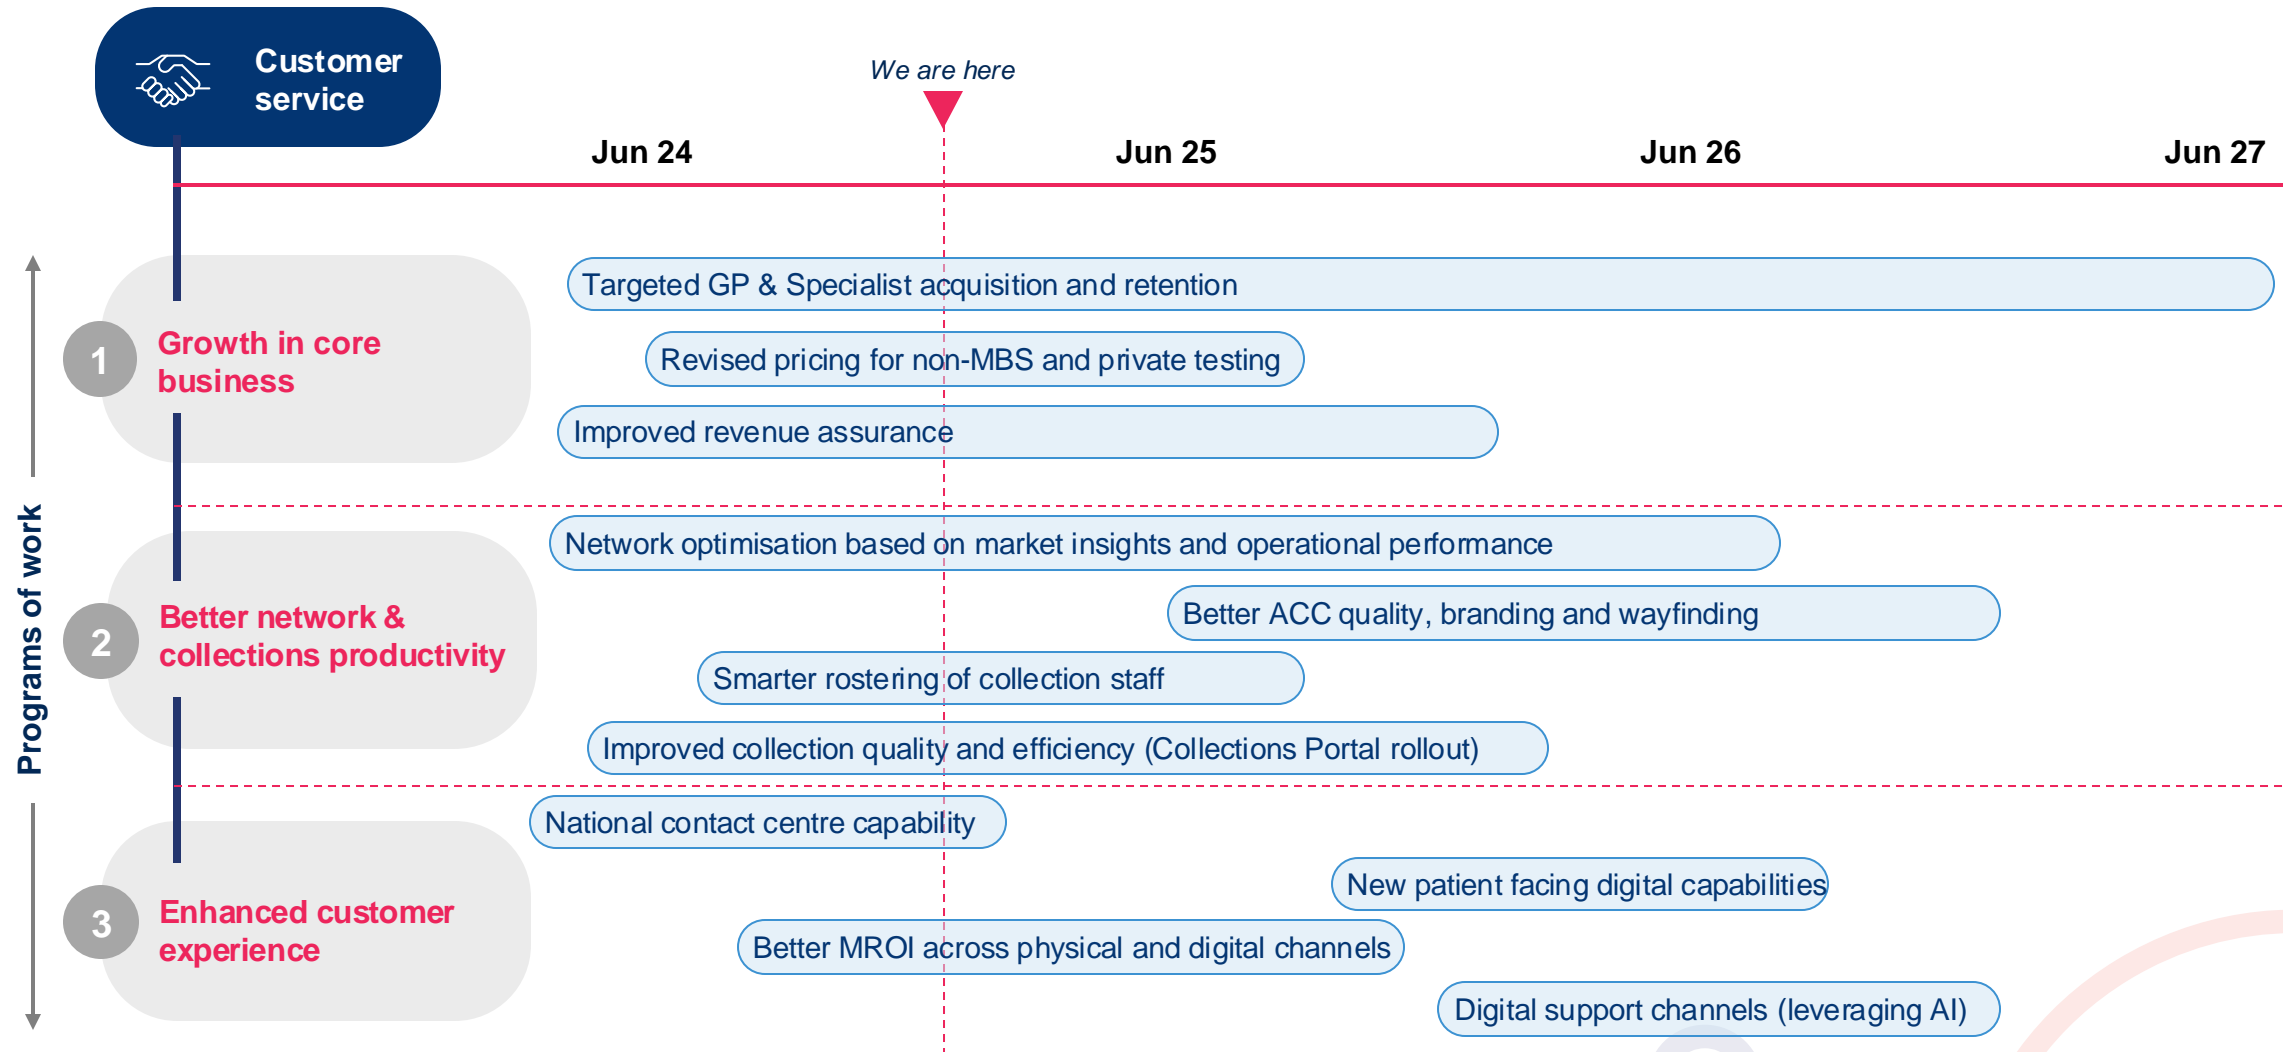 Customer
service
We are here
Jun 24
Jun 25
Jun 26
Jun 27
Programs of work
1
Growth in core
business
Targeted GP & Specialist acquisition and retention
Revised pricing for non-MBS and private testing
Improved revenue assurance
2
Better network &
collections productivity
Network optimisation based on market insights and operational performance
Better ACC quality, branding and wayfinding
Smarter rostering of collection staff
Improved collection quality and efficiency (Collections Portal rollout)
3
Enhanced customer
experience
National contact centre capability
New patient facing digital capabilities
Better MROI across physical and digital channels
Digital support channels (leveraging AI)